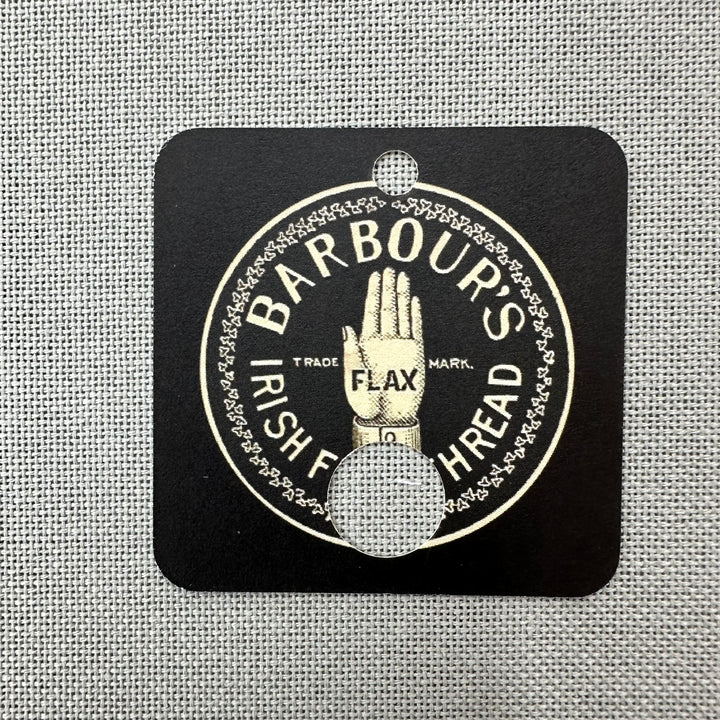 BARBOUR'S
TRADE MARK.
FLAX
IRISH F HREAD